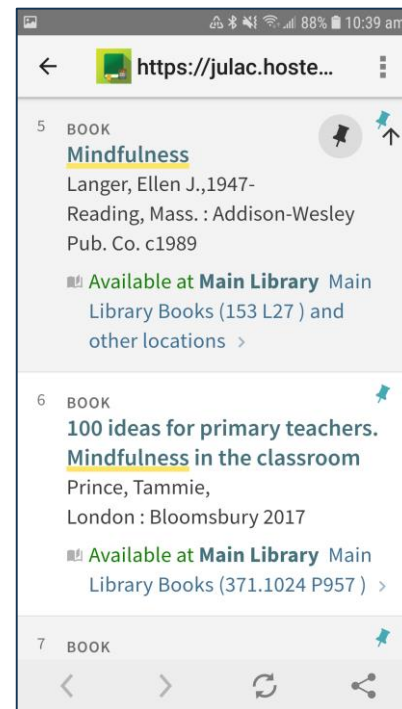 88% 10:39 am
https://julac.hoste...
5 BOOK
Mindfulness
Langer, Ellen J.,1947-
Reading, Mass. : Addison-Wesley
Pub. Co. c1989
Available at Main Library Main
Library Books (153 L27 ) and
other locations >
6 BOOK
100 ideas for primary teachers.
Mindfulness in the classroom
Prince, Tammie,
London : Bloomsbury 2017
Available at Main Library Main
Library Books (371.1024 P957 ) >
7 BOOK